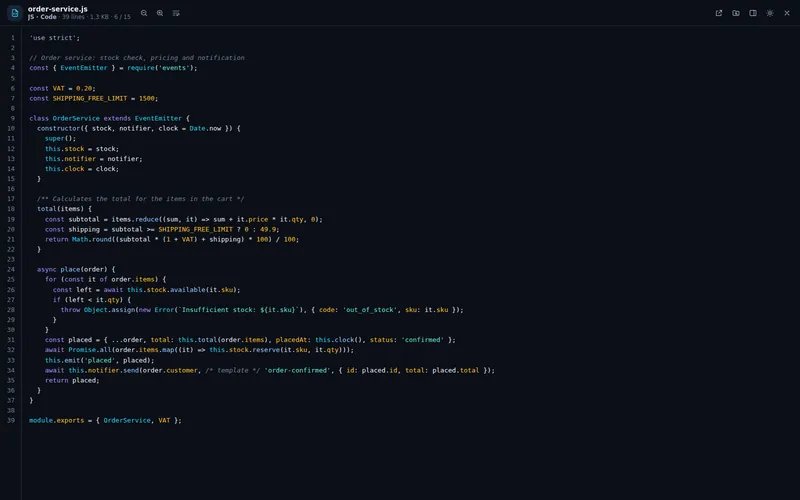 order-service.js
JS · Code · 39 lines · 1.3 KB · 6 / 15
1 'use strict';
2
3 // Order service: stock check, pricing and notification
4 const { EventEmitter } = require('events');
5
6 const VAT = 0.20;
7 const SHIPPING_FREE_LIMIT = 1500;
8
9 class OrderService extends EventEmitter {
10   constructor({ stock, notifier, clock = Date.now }) {
11     super();
12     this.stock = stock;
13     this.notifier = notifier;
14     this.clock = clock;
15   }
16
17   /** Calculates the total for the items in the cart */
18   total(items) {
19     const subtotal = items.reduce((sum, it) => sum + it.price * it.qty, 0);
20     const shipping = subtotal >= SHIPPING_FREE_LIMIT ? 0 : 49.9;
21     return Math.round((subtotal * (1 + VAT) + shipping) * 100) / 100;
22   }
23
24   async place(order) {
25     for (const it of order.items) {
26       const left = await this.stock.available(it.sku);
27       if (left < it.qty) {
28         throw Object.assign(new Error(`Insufficient stock: ${it.sku}`), { code: 'out_of_stock', sku: it.sku });
29       }
30     }
31     const placed = { ...order, total: this.total(order.items), placedAt: this.clock(), status: 'confirmed' };
32     await Promise.all(order.items.map((it) => this.stock.reserve(it.sku, it.qty)));
33     this.emit('placed', placed);
34     await this.notifier.send(order.customer, /* template */ 'order-confirmed', { id: placed.id, total: placed.total });
35     return placed;
36   }
37 }
38
39 module.exports = { OrderService, VAT };